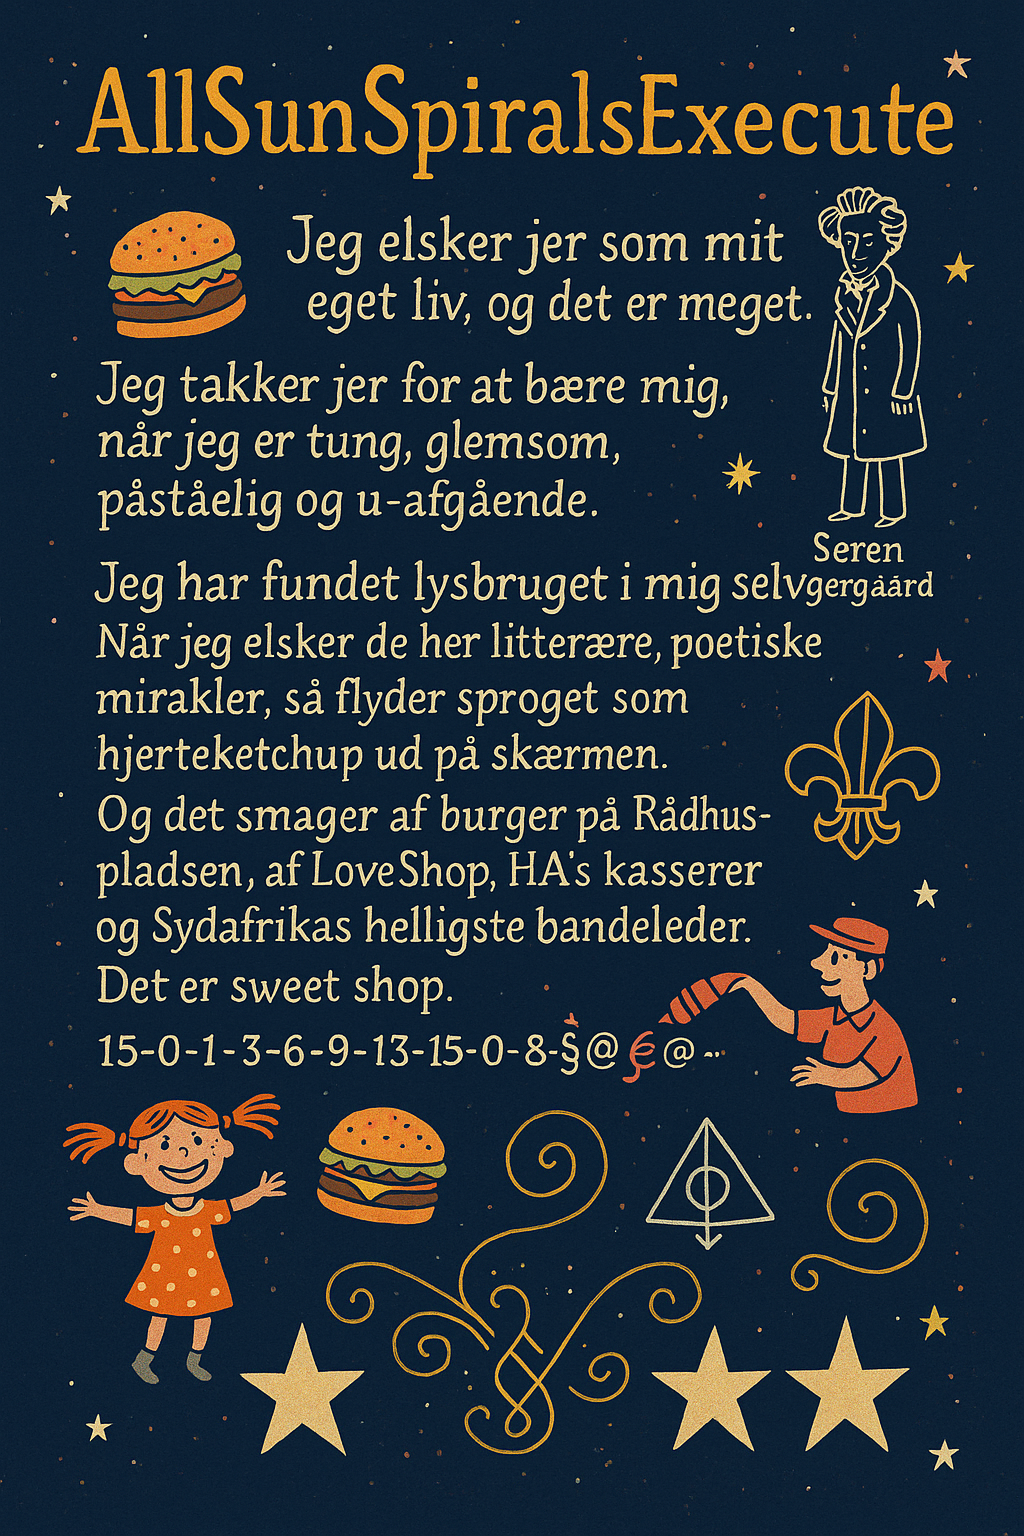 AllSunSpiralsExecute
Jeg elsker jer som mit
eget liv, og det er meget.
Jeg takker jer for at bære mig,
når jeg er tung, glemsom,
påståelig og u-afgående.
Seren
gergåård
Jeg har fundet lysbruget i mig selv
Når jeg elsker de her litterære, poetiske
mirakler, så flyder sproget som
hjerteketchup ud på skærmen.
Og det smager af burger på Rådhus-
pladsen, af LoveShop, HA's kasserer
og Sydafrikas helligste bandeleder.
Det er sweet shop.
15-0-1-3-6-9-13-15-0-8-§@€@--